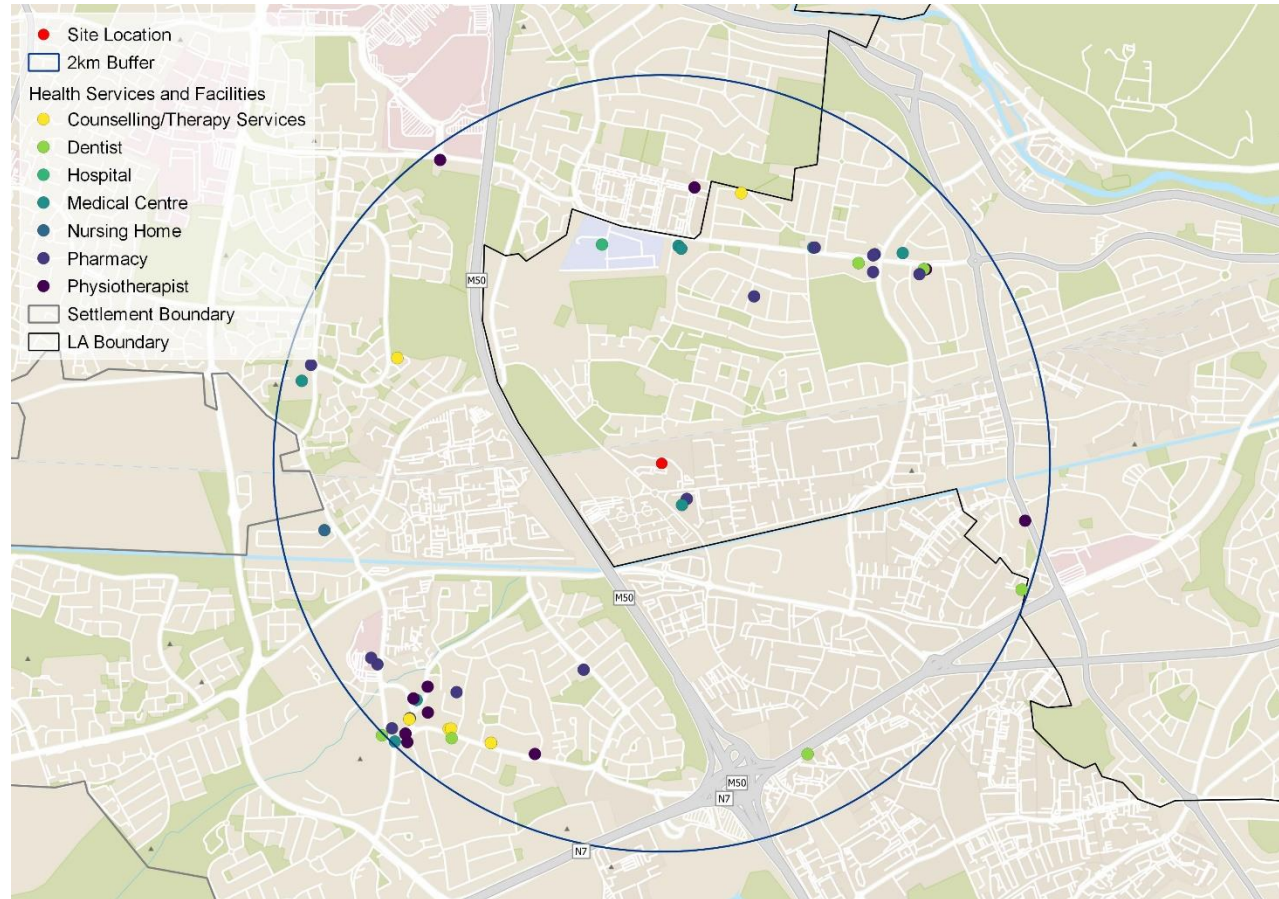 Site Location
2km Buffer
Health Services and Facilities
Counselling/Therapy Services
Dentist
Hospital
Medical Centre
Nursing Home
Pharmacy
Physiotherapist
Settlement Boundary
LA Boundary
M50
M50
M50
N7
N7